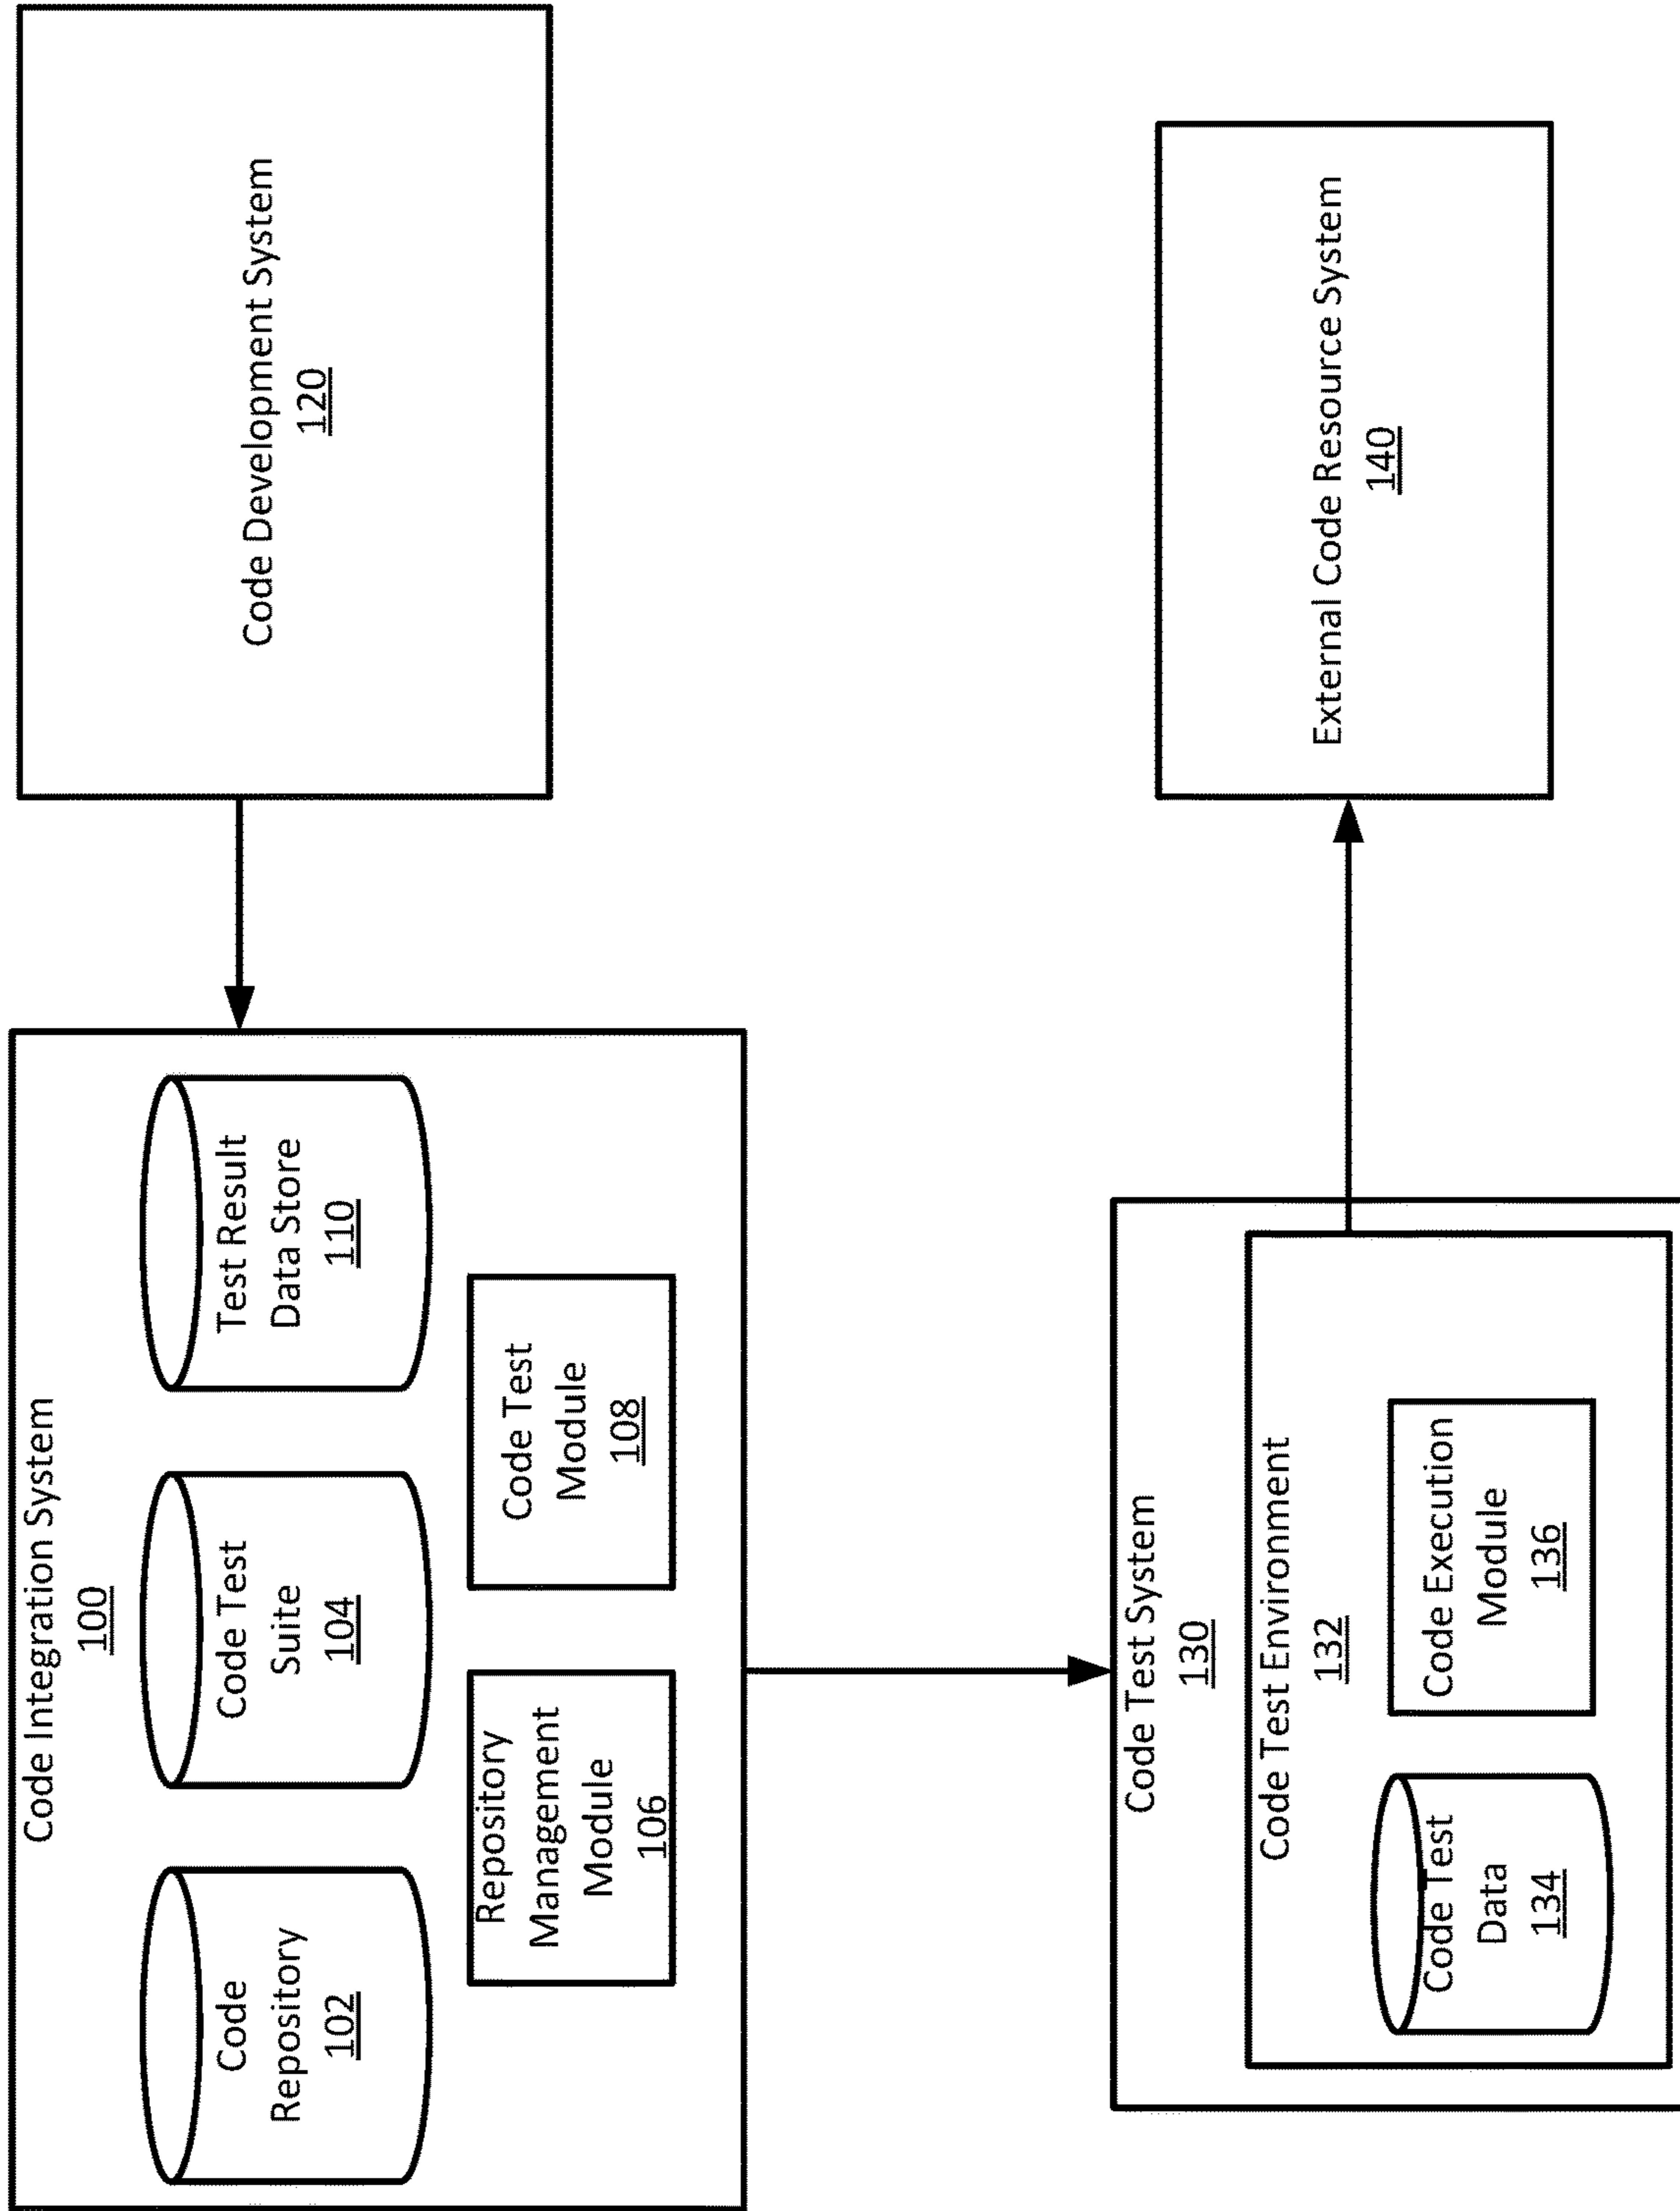 Code Integration System
100
Code
Repository
102
Code Test
Suite
104
Test Result
Data Store
110
Repository
Management
Module
106
Code Test
Module
108
Code Development System
120
Code Test System
130
Code Test Environment
132
Code Test
Data
134
Code Execution
Module
136
External Code Resource System
140